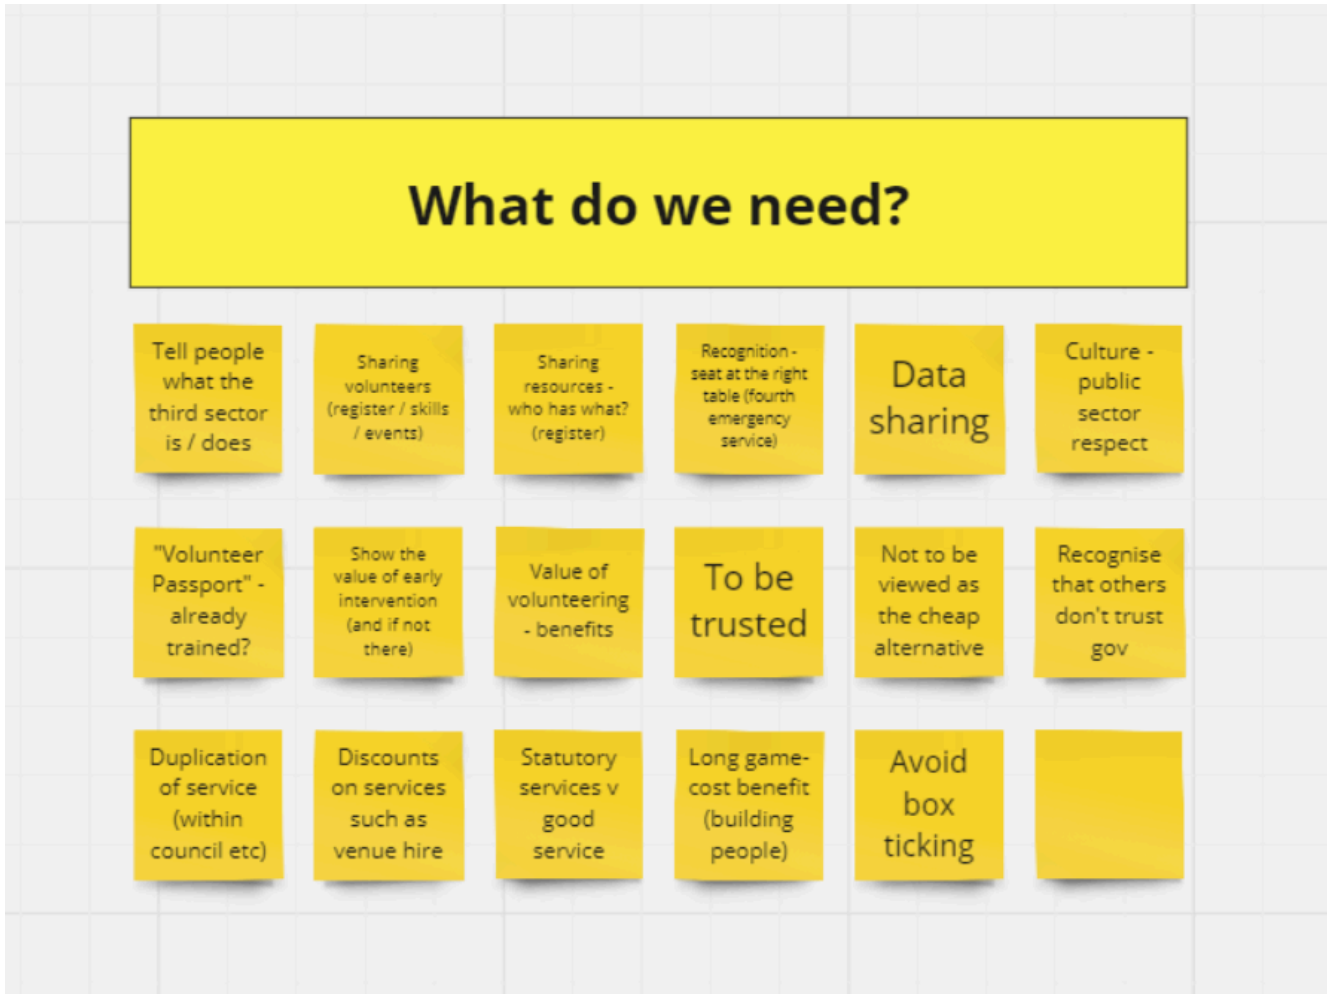 What do we need?
Tell people
what the
third sector
is / does
Sharing
volunteers
(register / skills
/ events)
Sharing
resources -
who has what?
(register)
Recognition -
seat at the right
table (fourth
emergency
service)
Data
sharing
Culture -
public
sector
respect
"Volunteer
Passport" -
already
trained?
Show the
value of early
intervention
(and if not
there)
Value of
volunteering
- benefits
To be
trusted
Not to be
viewed as
the cheap
alternative
Recognise
that others
don't trust
gov
Duplication
of service
(within
council etc)
Discounts
on services
such as
venue hire
Statutory
services v
good
service
Long game-
cost benefit
(building
people)
Avoid
box
ticking